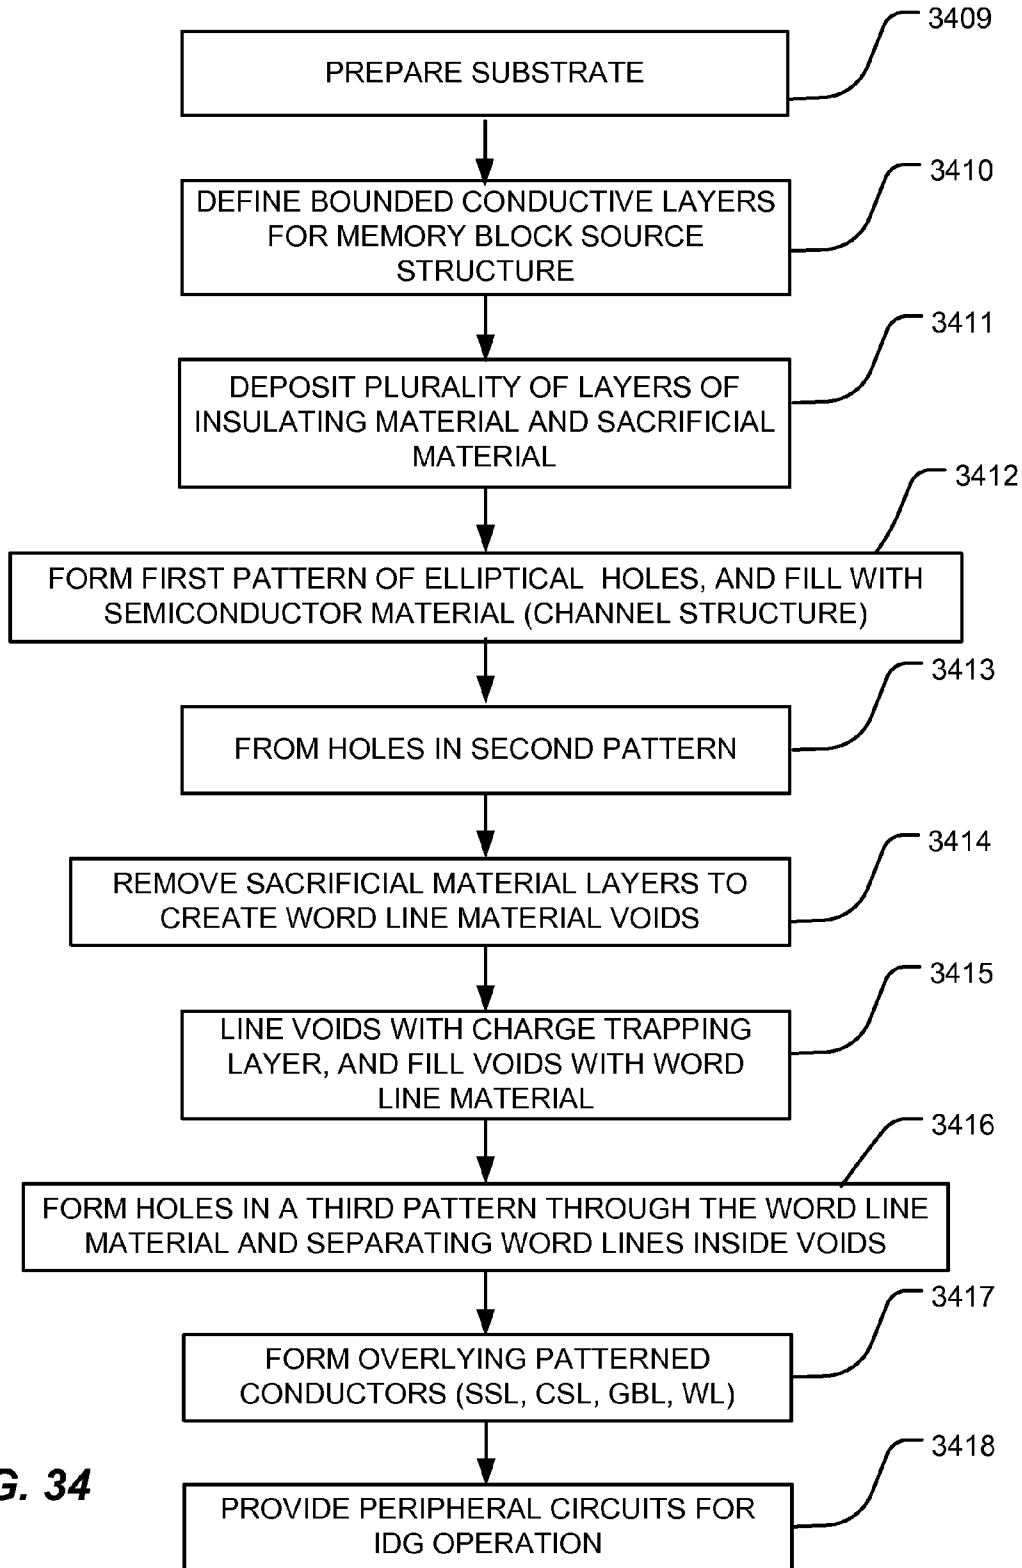 3409
PREPARE SUBSTRATE
3410
DEFINE BOUNDED CONDUCTIVE LAYERS
FOR MEMORY BLOCK SOURCE
STRUCTURE
3411
DEPOSIT PLURALITY OF LAYERS OF
INSULATING MATERIAL AND SACRIFICIAL
MATERIAL
3412
FORM FIRST PATTERN OF ELLIPTICAL HOLES, AND FILL WITH
SEMICONDUCTOR MATERIAL (CHANNEL STRUCTURE)
3413
FROM HOLES IN SECOND PATTERN
3414
REMOVE SACRIFICIAL MATERIAL LAYERS TO
CREATE WORD LINE MATERIAL VOIDS
3415
LINE VOIDS WITH CHARGE TRAPPING
LAYER, AND FILL VOIDS WITH WORD
LINE MATERIAL
3416
FORM HOLES IN A THIRD PATTERN THROUGH THE WORD LINE
MATERIAL AND SEPARATING WORD LINES INSIDE VOIDS
3417
FORM OVERLYING PATTERNED
CONDUCTORS (SSL, CSL, GBL, WL)
3418
G. 34
PROVIDE PERIPHERAL CIRCUITS FOR
IDG OPERATION